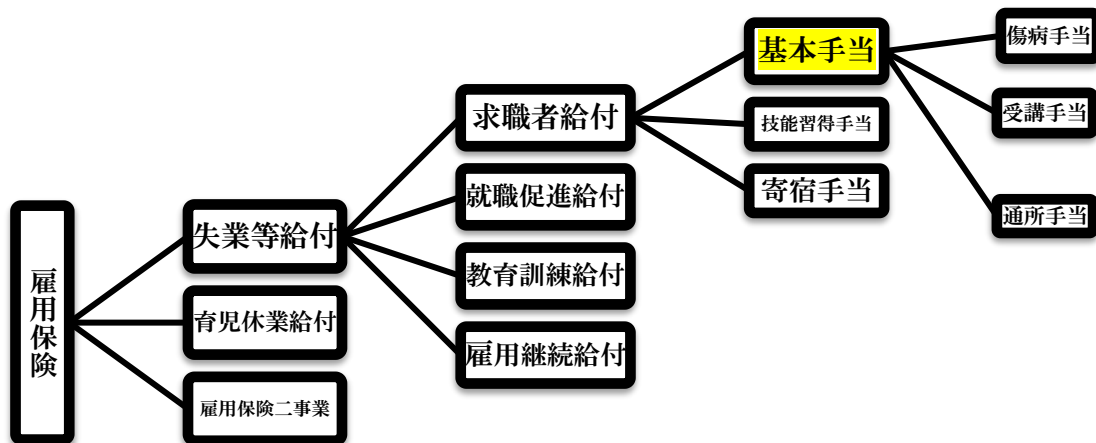 雇用保険
失業等給付
育児休業給付
雇用保険二事業
求職者給付
就職促進給付
教育訓練給付
雇用継続給付
基本手当
技能習得手当
寄宿手当
傷病手当
受講手当
通所手当